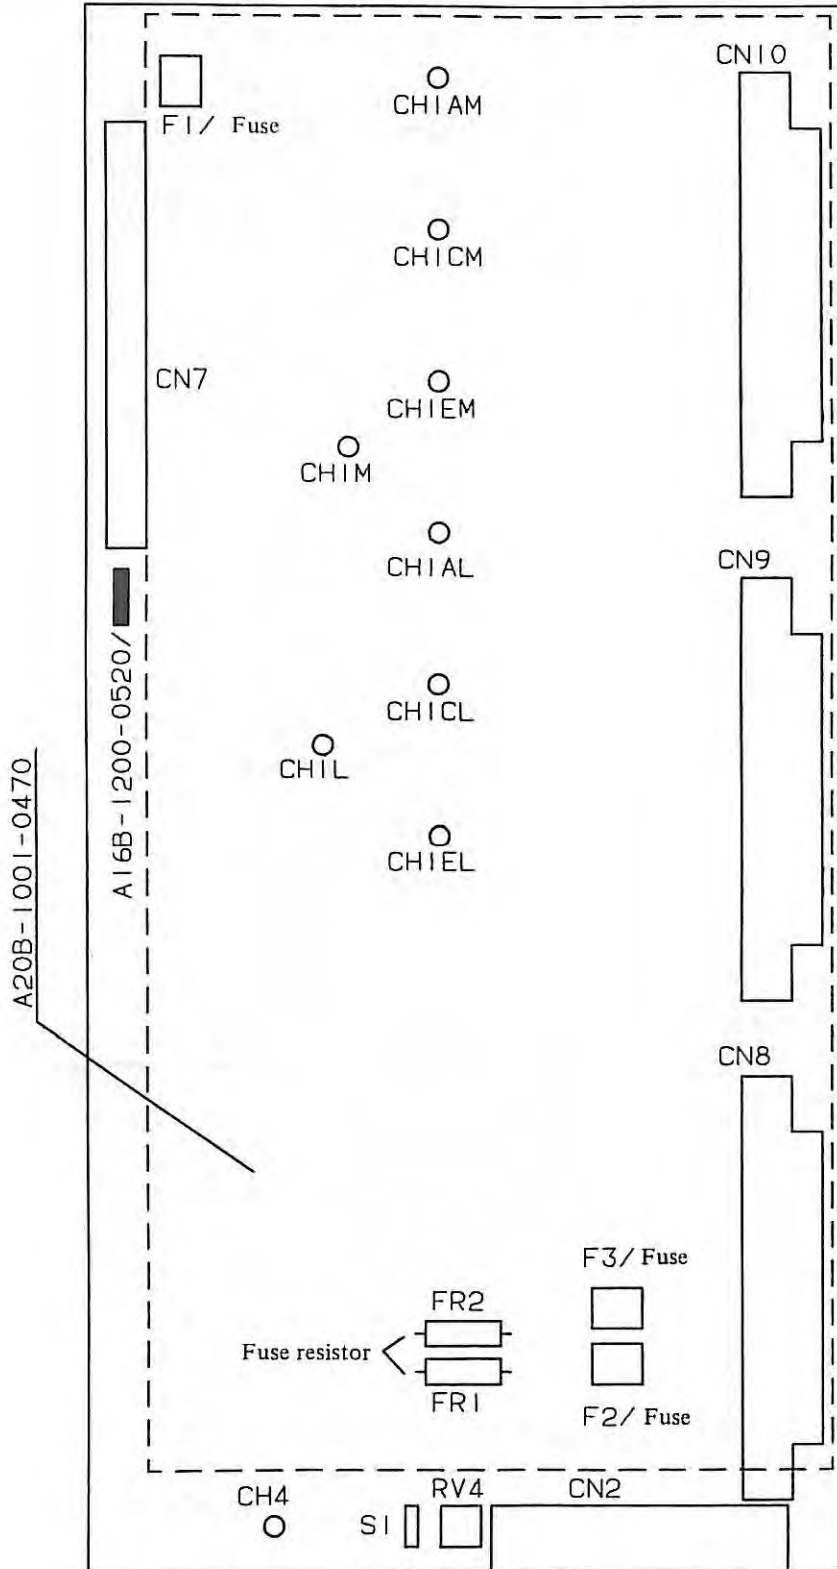 CN10
CH1AM
F1/ Fuse
CH1CM
CN7
CH1EM
CH1M
CH1AL
CN9
A16B-1200-0520/
CH1CL
CH1L
A20B-1001-0470
CH1EL
CN8
F3/ Fuse
FR2
Fuse resistor
FR1
F2/ Fuse
CH4
RV4
CN2
S1